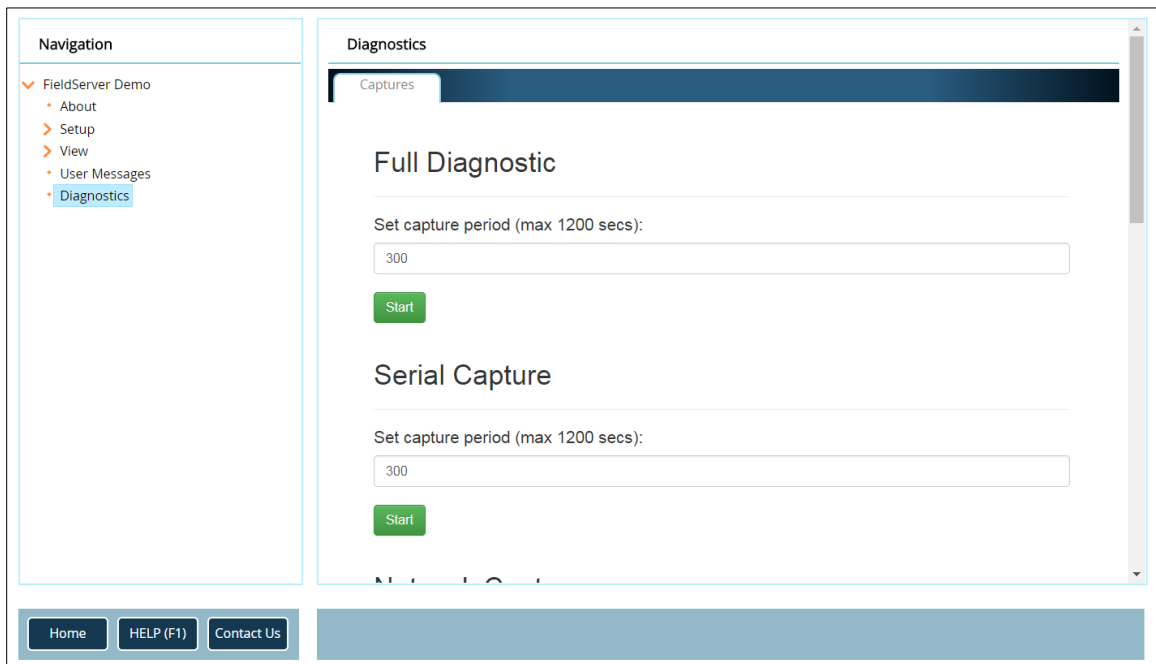 Navigation
FieldServer Demo
About
Setup
View
User Messages
Diagnostics
Diagnostics
Captures
Full Diagnostic
Set capture period (max 1200 secs):
300
Start
Serial Capture
Set capture period (max 1200 secs):
300
Start
Home
HELP (F1)
Contact Us